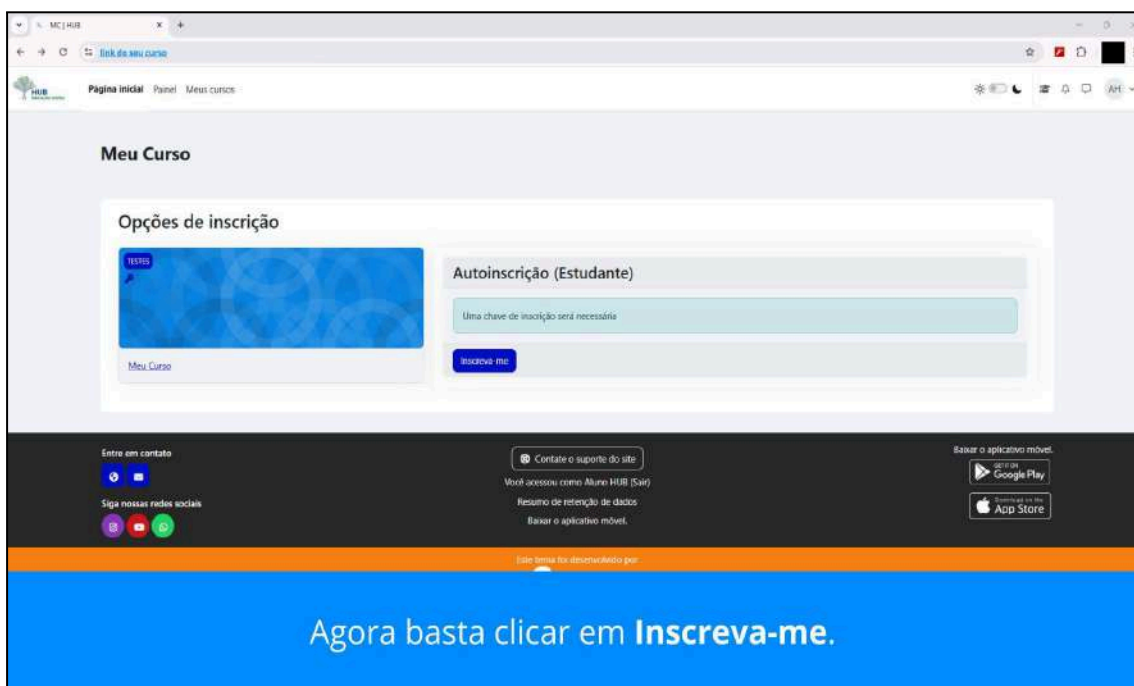 MC | HUB
link do seu curso
HUB
Página inicial Painel Meus cursos
AH
Meu Curso
Opções de inscrição
TESTES
Meu Curso
Autoinscrição (Estudante)
Uma chave de inscrição será necessária
Inscreva-me
Entre em contato
Siga nossas redes sociais
Contate o suporte do site
Você acessou como Aluno HUB (Sair)
Resumo de retenção de dados
Baixar o aplicativo móvel.
Baixar o aplicativo móvel.
GET IT ON
Google Play
Download on the
App Store
Este tema foi desenvolvido por
Agora basta clicar em Inscreva-me.